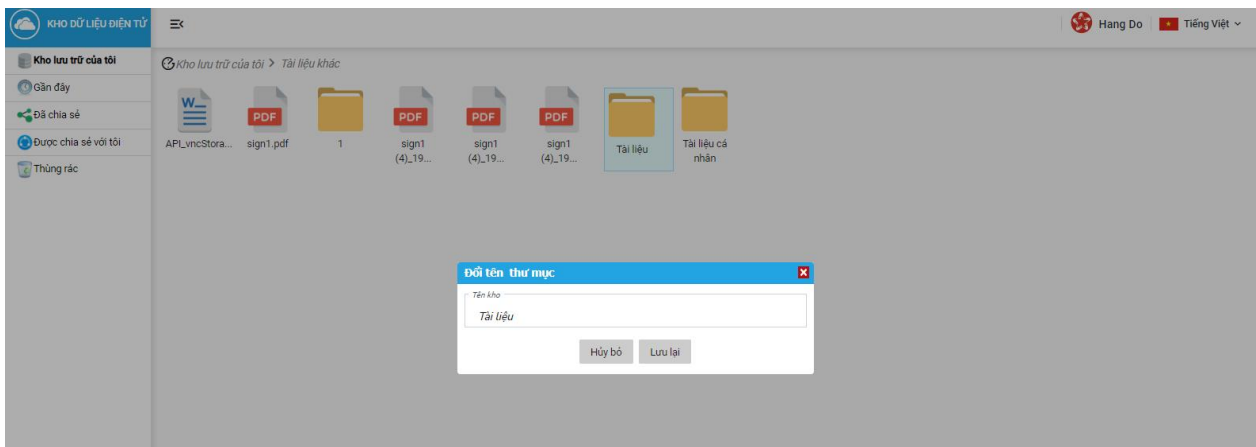 KHO DỮ LIỆU ĐIỆN TỬ
Hang Do
Tiếng Việt
Kho lưu trữ của tôi
Gần đây
Đã chia sẻ
Được chia sẻ với tôi
Thùng rác
Kho lưu trữ của tôi > Tài liệu khác
API_vncStora...
PDF
sign1.pdf
1
PDF
sign1
(4)_19...
PDF
sign1
(4)_19...
PDF
sign1
(4)_19...
Tài liệu
Tài liệu cá
nhân
Đổi tên thư mục
Tên kho
Tài liệu
Hủy bỏ
Lưu lại